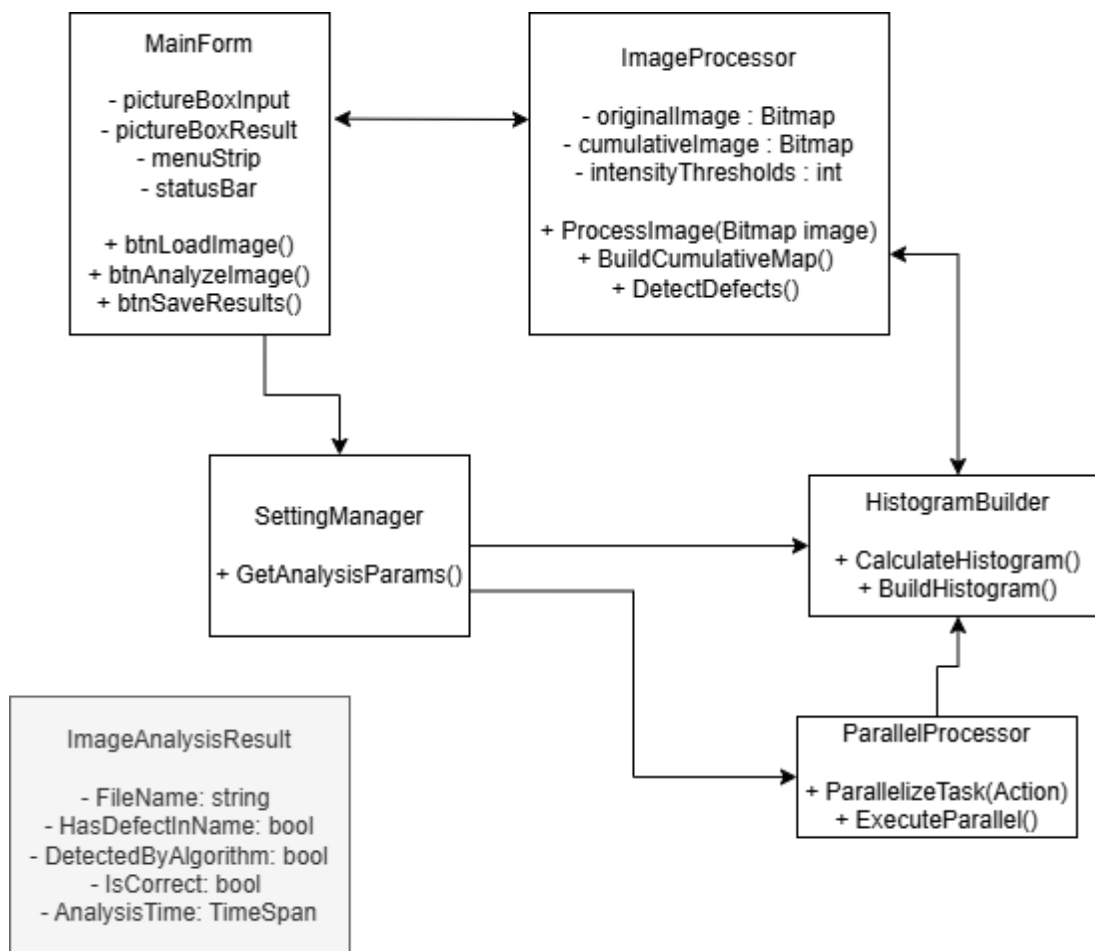 MainForm
- pictureBoxInput
- pictureBoxResult
- menuStrip
- statusBar
+ btnLoadImage()
+ btnAnalyzeImage()
+ btnSaveResults()
ImageProcessor
- originalImage : Bitmap
- cumulativeImage : Bitmap
- intensityThresholds : int
+ ProcessImage(Bitmap image)
+ BuildCumulativeMap()
+ DetectDefects()
SettingManager
+ GetAnalysisParams()
HistogramBuilder
+ CalculateHistogram()
+ BuildHistogram()
ImageAnalysisResult
- FileName: string
- HasDefectInName: bool
- DetectedByAlgorithm: bool
- IsCorrect: bool
- AnalysisTime: TimeSpan
ParallelProcessor
+ ParallelizeTask(Action)
+ ExecuteParallel()